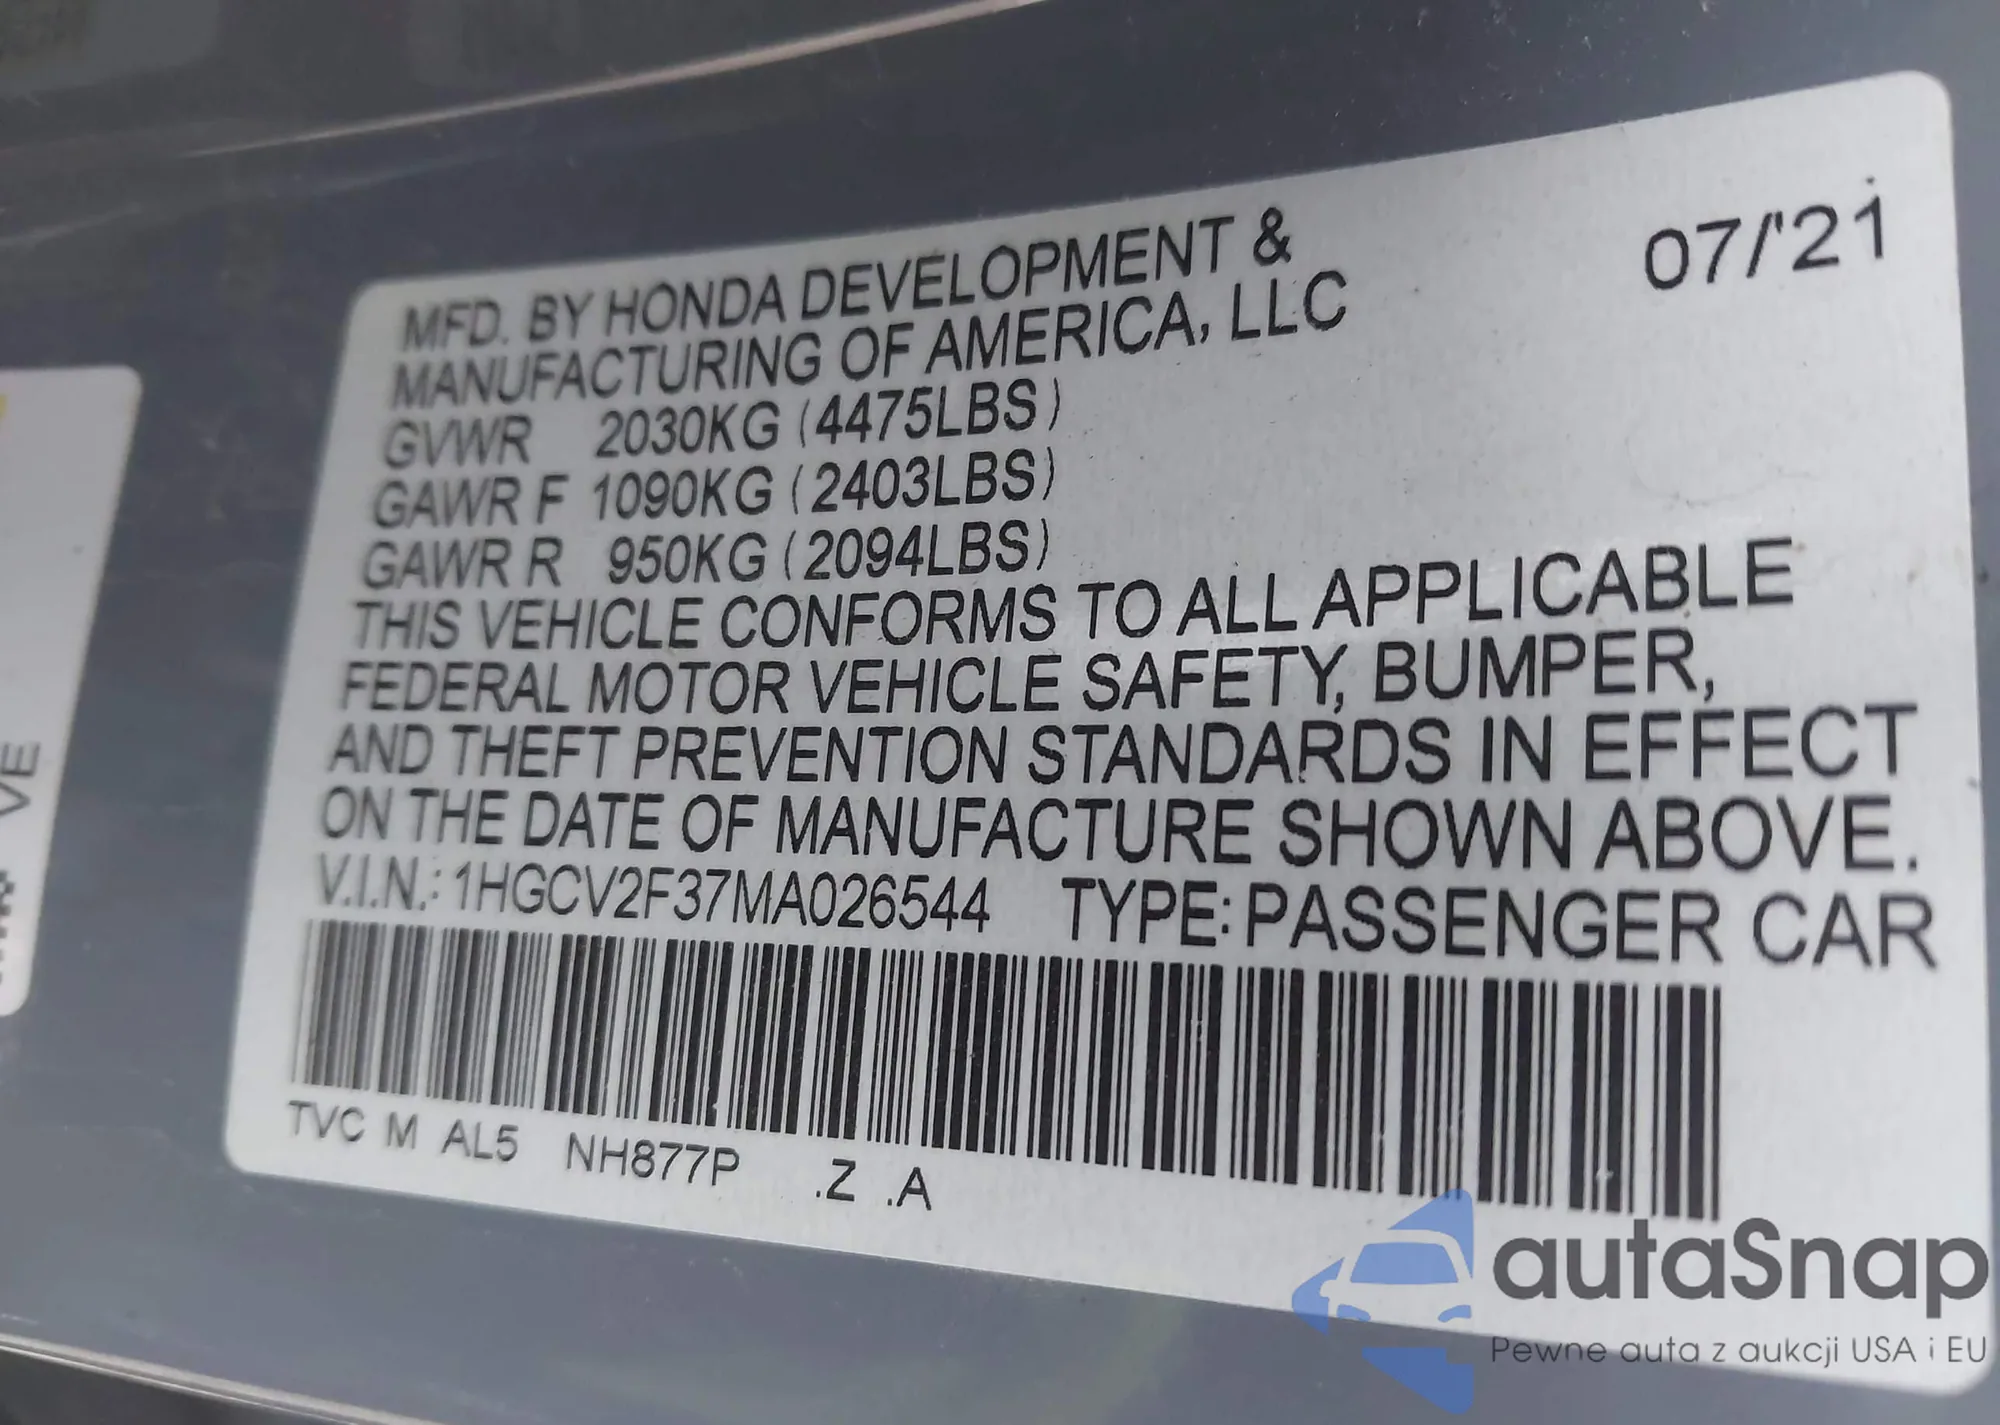 07/'21
MFD. BY HONDA DEVELOPMENT &
MANUFACTURING OF AMERICA, LLC
GVWR 2030KG (4475LBS)
GAWR F 1090KG (2403LBS)
GAWR R 950KG (2094LBS)
THIS VEHICLE CONFORMS TO ALL APPLICABLE
FEDERAL MOTOR VEHICLE SAFETY, BUMPER,
AND THEFT PREVENTION STANDARDS IN EFFECT
ON THE DATE OF MANUFACTURE SHOWN ABOVE.
V.I.N.: 1HGCV2F37MA026544 TYPE: PASSENGER CAR
TVC M AL5 NH877P .Z .A
VE
autaSnap
Pewne auta z aukcji USA i EU